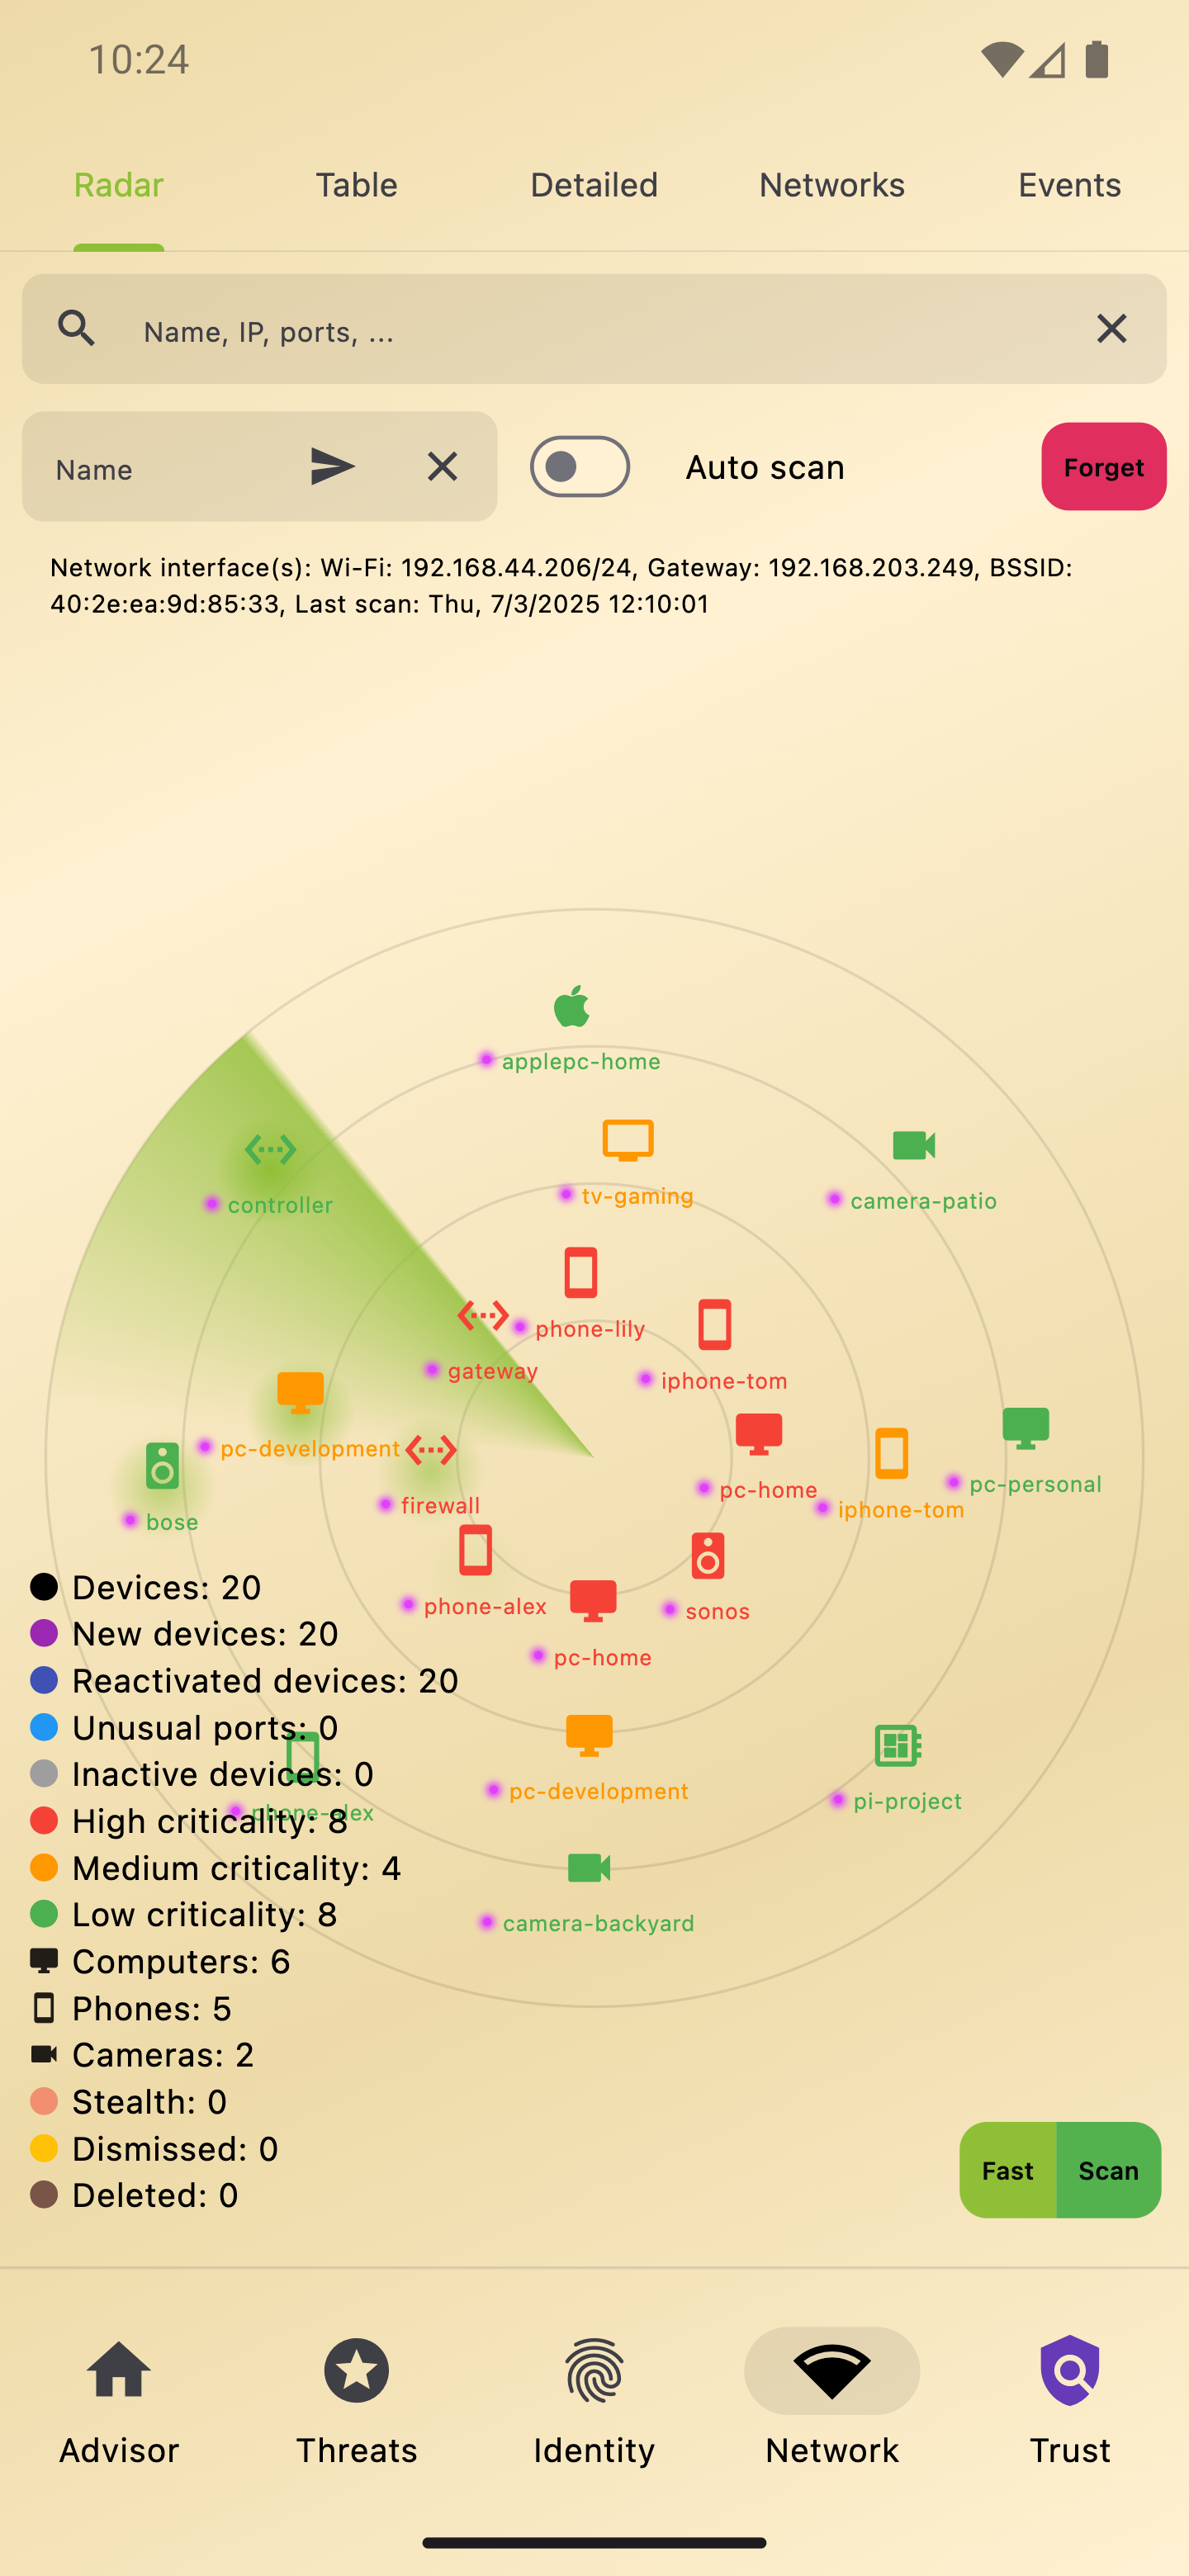 10:24
Radar
Table
Detailed
Networks
Events
Name, IP, ports, ...
Name
Auto scan
Forget
Network interface(s): Wi-Fi: 192.168.44.206/24, Gateway: 192.168.203.249, BSSID:
40:2e:ea:9d:85:33, Last scan: Thu, 7/3/2025 12:10:01
applepc-home
tv-gaming
camera-patio
controller
phone-lily
gateway
iphone-tom
pc-development
pc-home
pc-personal
firewall
iphone-tom
bose
phone-alex
sonos
pc-home
pc-development
pi-project
phone-alex
camera-backyard
Devices: 20
New devices: 20
Reactivated devices: 20
Unusual ports: 0
Inactive devices: 0
High criticality: 8
Medium criticality: 4
Low criticality: 8
Computers: 6
Phones: 5
Cameras: 2
Stealth: 0
Dismissed: 0
Deleted: 0
Fast
Scan
Advisor
Threats
Identity
Network
Trust